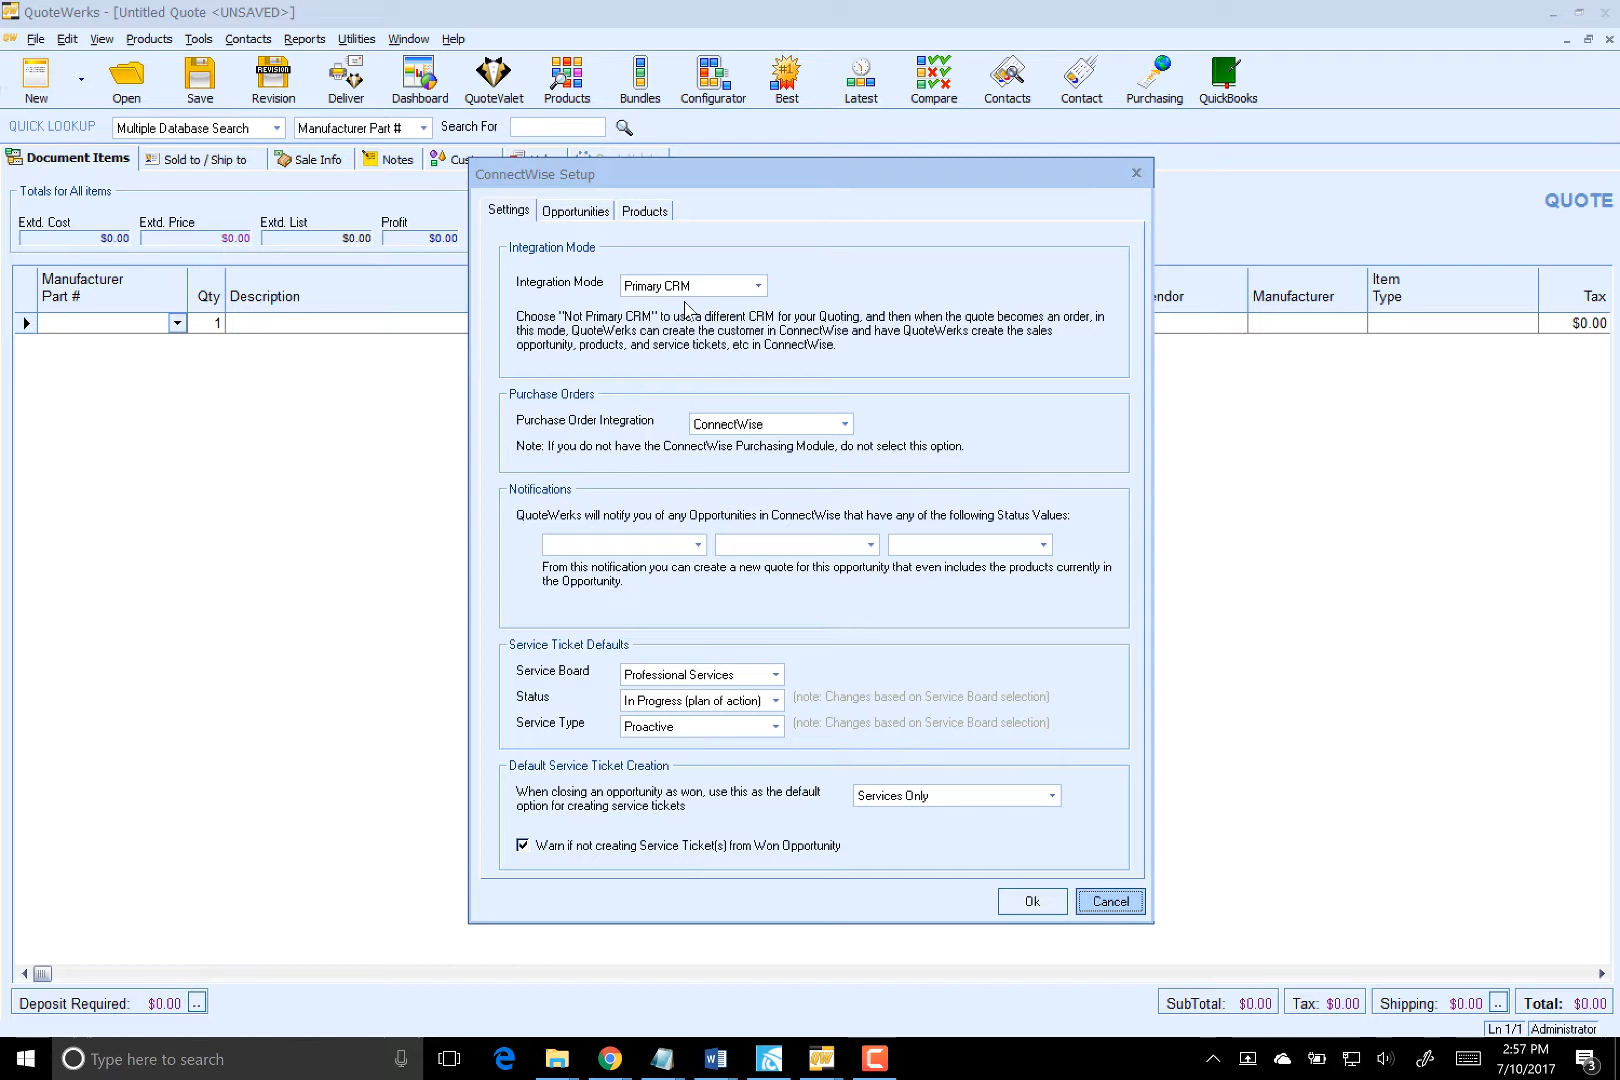 QuoteWerks - [Untitled Quote <UNSAVED>]
File Edit View Products Tools Contacts Reports Utilities Window Help
New Open Save Revision Deliver Dashboard QuoteValet Products Bundles Configurator Best Latest Compare Contacts Contact Purchasing QuickBooks
QUICK LOOKUP Multiple Database Search Manufacturer Part # Search For
Document Items Sold to / Ship to Sale Info Notes
Totals for All items
QUOTE
Extd. Cost Extd. Price Extd. List Profit
$0.00 $0.00 $0.00 $0.00
Manufacturer Part # Qty Description Manufacturer Item Type Tax
1 $0.00
ConnectWise Setup
Settings Opportunities Products
Integration Mode
Integration Mode Primary CRM
Choose "Not Primary CRM" to use a different CRM for your Quoting, and then when the quote becomes an order, in
this mode, QuoteWerks can create the customer in ConnectWise and have QuoteWerks create the sales
opportunity, products, and service tickets, etc in ConnectWise.
Purchase Orders
Purchase Order Integration ConnectWise
Note: If you do not have the ConnectWise Purchasing Module, do not select this option.
Notifications
QuoteWerks will notify you of any Opportunities in ConnectWise that have any of the following Status Values:
From this notification you can create a new quote for this opportunity that even includes the products currently in
the Opportunity.
Service Ticket Defaults
Service Board Professional Services
Status In Progress (plan of action) (note: Changes based on Service Board selection)
Service Type Proactive (note: Changes based on Service Board selection)
Default Service Ticket Creation
When closing an opportunity as won, use this as the default
option for creating service tickets
Services Only
Warn if not creating Service Ticket(s) from Won Opportunity
Ok Cancel
Deposit Required: $0.00 .. SubTotal: $0.00 Tax: $0.00 Shipping: $0.00 .. Total: $0.00
Ln 1/1 Administrator
Type here to search
2:57 PM
7/10/2017
3